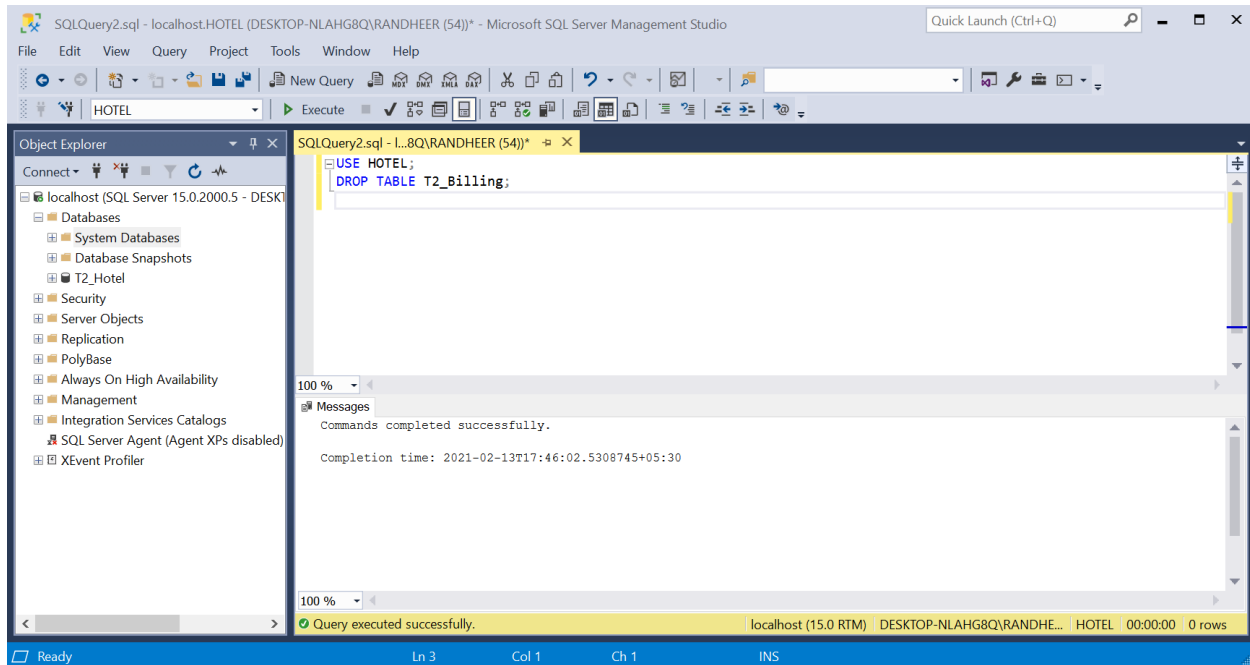 SQLQuery2.sql - localhost.HOTEL (DESKTOP-NLAHG8Q\RANDHEER (54))* - Microsoft SQL Server Management Studio
Quick Launch (Ctrl+Q)
File Edit View Query Project Tools Window Help
New Query MDX DMX XMLA DAX
HOTEL Execute
Object Explorer
SQLQuery2.sql - l...8Q\RANDHEER (54))*
Connect
USE HOTEL;
DROP TABLE T2_Billing;
localhost (SQL Server 15.0.2000.5 - DESKT
Databases
System Databases
Database Snapshots
T2_Hotel
Security
Server Objects
Replication
PolyBase
Always On High Availability
Management
Integration Services Catalogs
SQL Server Agent (Agent XPs disabled)
XEvent Profiler
100 %
Messages
Commands completed successfully.
Completion time: 2021-02-13T17:46:02.5308745+05:30
100 %
Query executed successfully. localhost (15.0 RTM) DESKTOP-NLAHG8Q\RANDHE... HOTEL 00:00:00 0 rows
Ready Ln 3 Col 1 Ch 1 INS